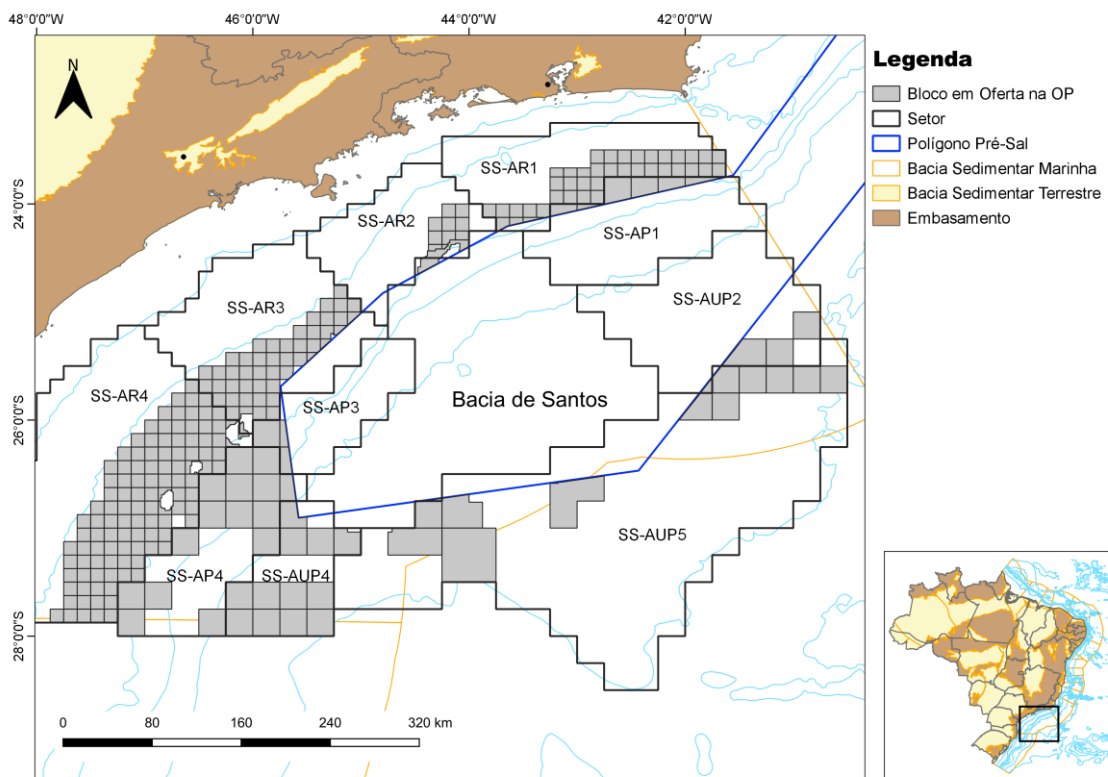 48°0'0"W
46°0'0"W
44°0'0"W
42°0'0"W
N
24°0'0"S
26°0'0"S
28°0'0"S
SS-AR1
SS-AR2
SS-AP1
SS-AUP2
SS-AR3
SS-AR4
SS-AP3
Bacia de Santos
SS-AUP5
SS-AP4
SS-AUP4
0
80
160
240
320 km
Legenda
Bloco em Oferta na OP
Setor
Polígono Pré-Sal
Bacia Sedimentar Marinha
Bacia Sedimentar Terrestre
Embasamento